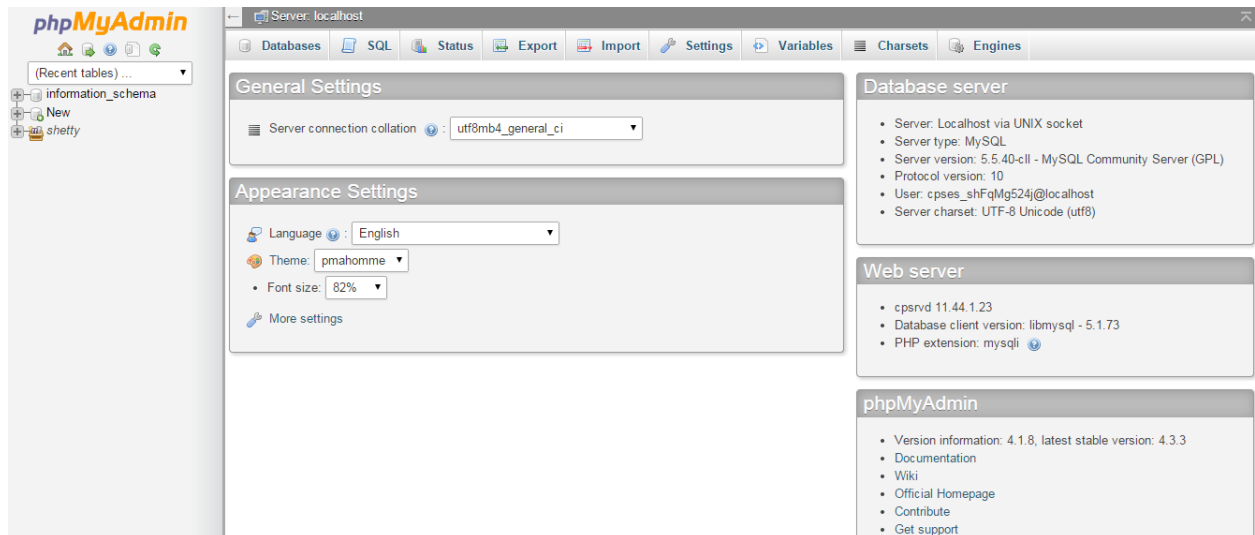 phpMyAdmin
(Recent tables) ...
information_schema
New
shetty
Server: localhost
Databases SQL Status Export Import Settings Variables Charsets Engines
General Settings
Server connection collation : utf8mb4_general_ci
Appearance Settings
Language : English
Theme: pmahomme
• Font size: 82%
More settings
Database server
• Server: Localhost via UNIX socket
• Server type: MySQL
• Server version: 5.5.40-cll - MySQL Community Server (GPL)
• Protocol version: 10
• User: cpses_shFqMg524j@localhost
• Server charset: UTF-8 Unicode (utf8)
Web server
• cpsrvd 11.44.1.23
• Database client version: libmysql - 5.1.73
• PHP extension: mysqli
phpMyAdmin
• Version information: 4.1.8, latest stable version: 4.3.3
• Documentation
• Wiki
• Official Homepage
• Contribute
• Get support